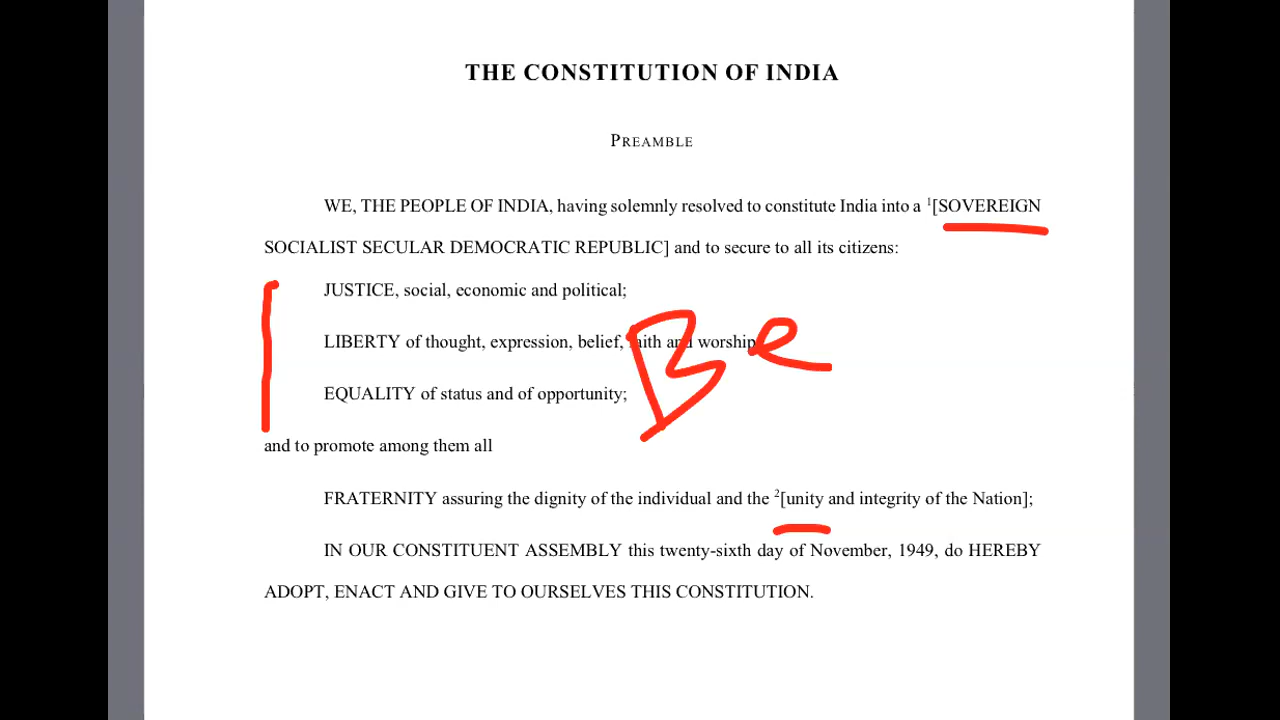 THE CONSTITUTION OF INDIA
PREAMBLE
WE, THE PEOPLE OF INDIA, having solemnly resolved to constitute India into a ¹[SOVEREIGN
SOCIALIST SECULAR DEMOCRATIC REPUBLIC] and to secure to all its citizens:
JUSTICE, social, economic and political;
LIBERTY of thought, expression, belief, faith and worship
Be
EQUALITY of status and of opportunity;
and to promote among them all
FRATERNITY assuring the dignity of the individual and the ²[unity and integrity of the Nation];
IN OUR CONSTITUENT ASSEMBLY this twenty-sixth day of November, 1949, do HEREBY
ADOPT, ENACT AND GIVE TO OURSELVES THIS CONSTITUTION.